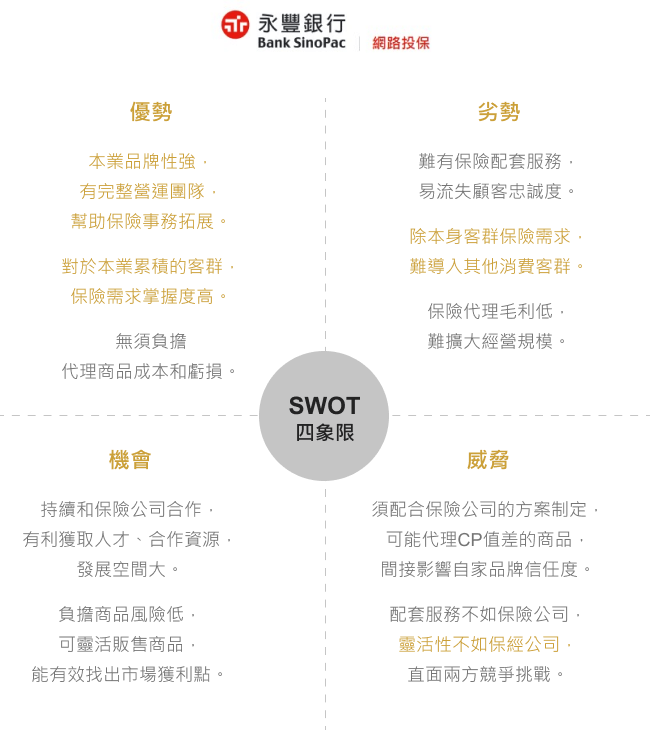 永豐銀行
Bank SinoPac
網路投保
優勢
本業品牌性強，
有完整營運團隊，
幫助保險事務拓展。
對於本業累積的客群，
保險需求掌握度高。
無須負擔
代理商品成本和虧損。
劣勢
難有保險配套服務，
易流失顧客忠誠度。
除本身客群保險需求，
難導入其他消費客群。
保險代理毛利低，
難擴大經營規模。
SWOT
四象限
機會
持續和保險公司合作，
有利獲取人才、合作資源，
發展空間大。
負擔商品風險低，
可靈活販售商品，
能有效找出市場獲利點。
威脅
須配合保險公司的方案制定，
可能代理CP值差的商品，
間接影響自家品牌信任度。
配套服務不如保險公司，
靈活性不如保經公司，
直面兩方競爭挑戰。